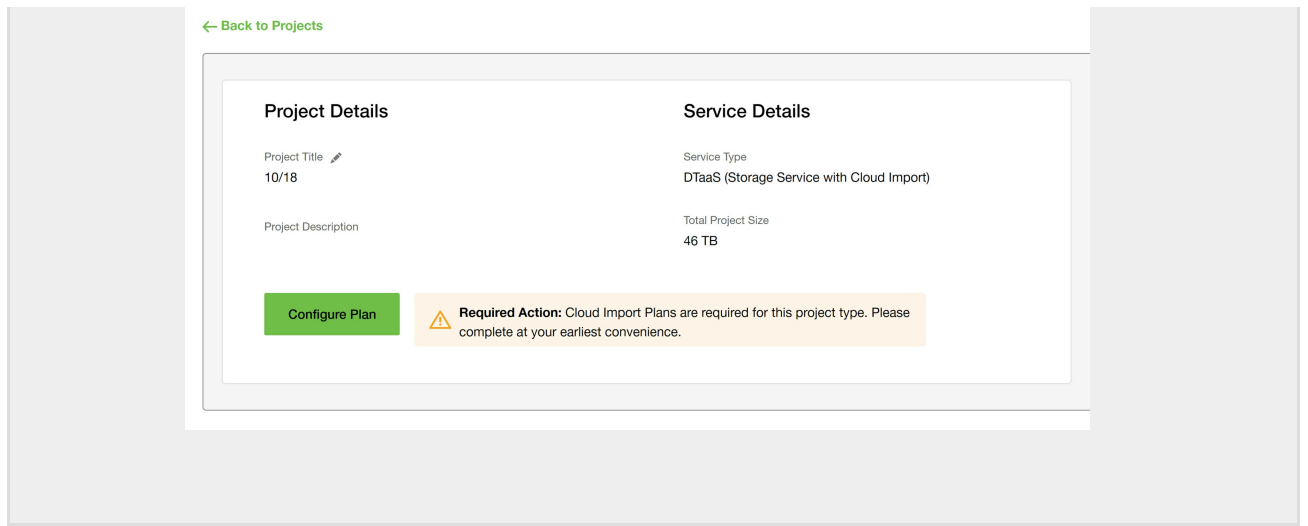 ← Back to Projects
Project Details
Project Title
10/18
Project Description
Service Details
Service Type
DTaaS (Storage Service with Cloud Import)
Total Project Size
46 TB
Configure Plan
Required Action: Cloud Import Plans are required for this project type. Please
complete at your earliest convenience.